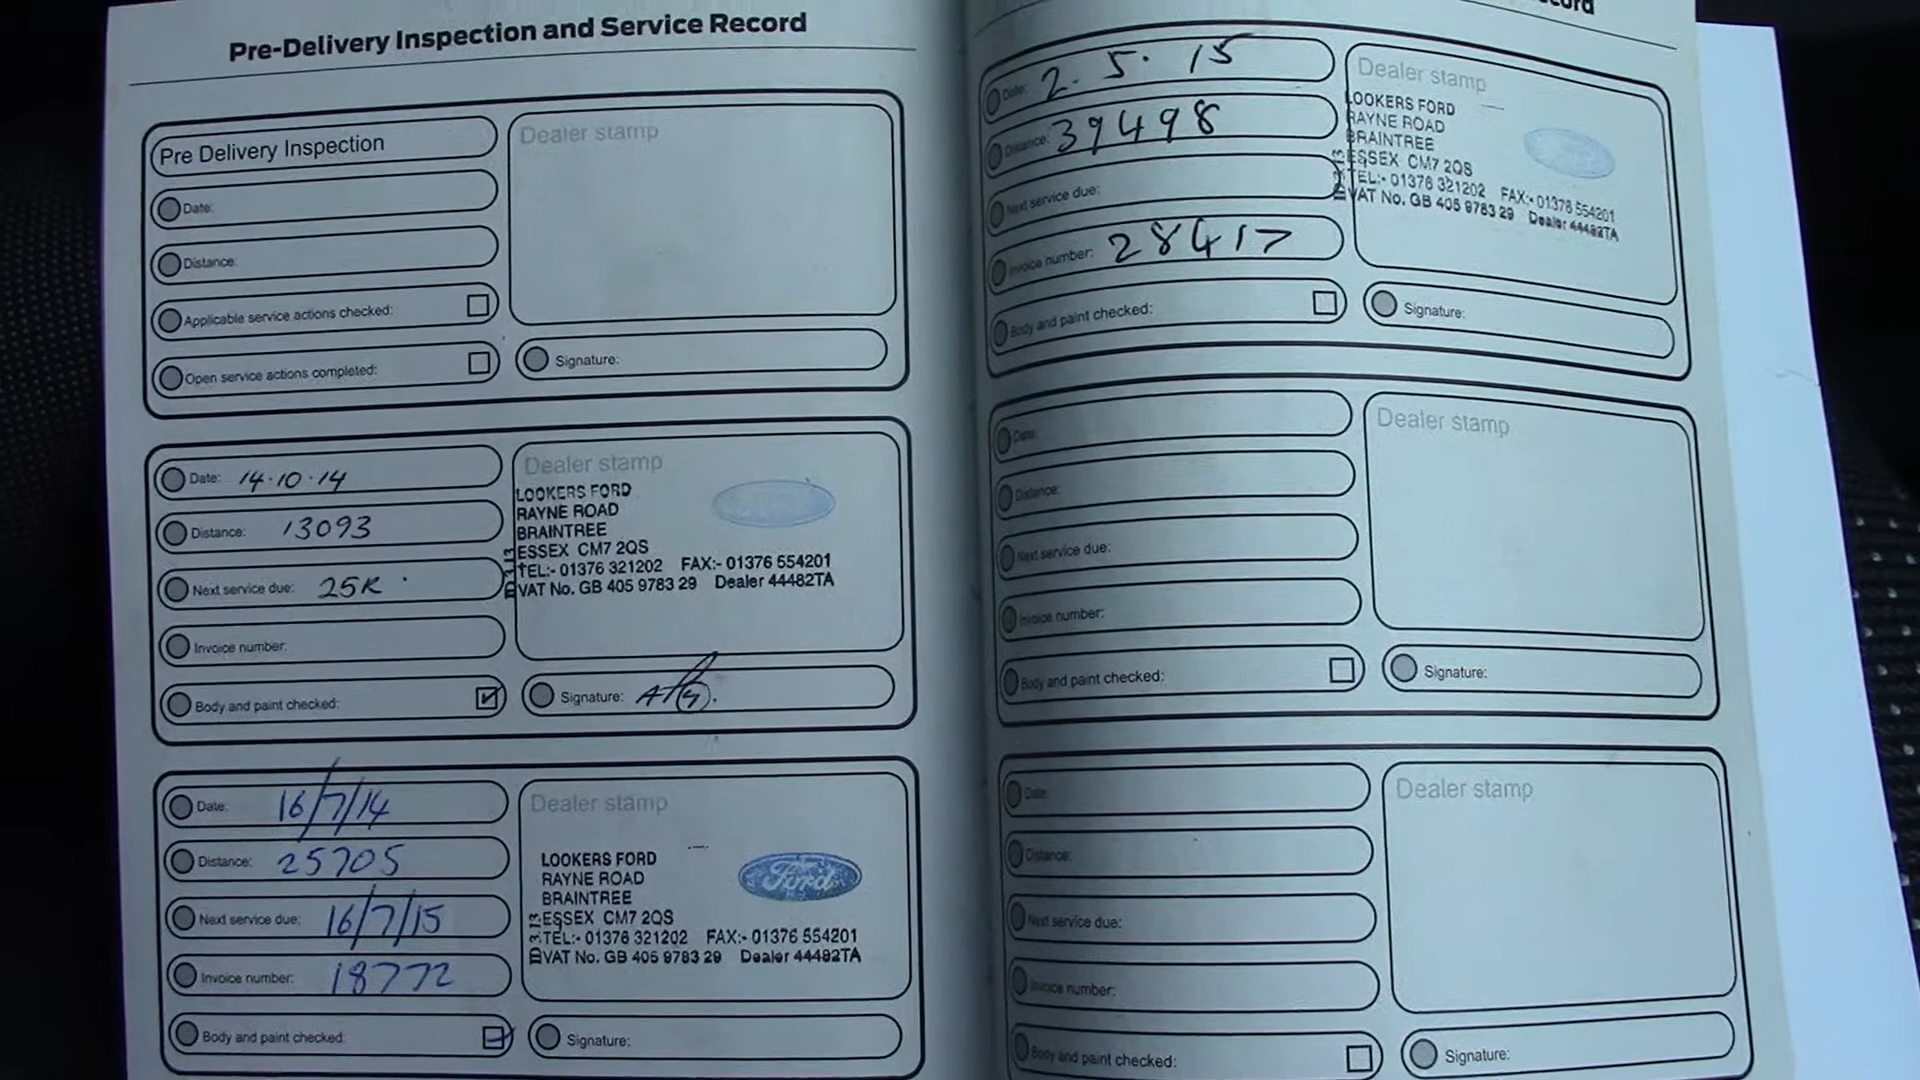 Pre-Delivery Inspection and Service Record
Pre Delivery Inspection
Date:
Distance:
Applicable service actions checked:
Open service actions completed:
Dealer stamp
Signature:
Date: 14·10·14
Distance: 13093
Next service due: 25K ·
Invoice number:
Body and paint checked:
Dealer stamp
LOOKERS FORD
RAYNE ROAD
BRAINTREE
ESSEX CM7 2QS
TEL:- 01376 321202 FAX:- 01376 554201
VAT No. GB 405 9783 29 Dealer 44482TA
Signature:
Date: 16/7/14
Distance: 25705
Next service due: 16/7/15
Invoice number: 18772
Body and paint checked:
Dealer stamp
LOOKERS FORD
RAYNE ROAD
BRAINTREE
ESSEX CM7 2QS
TEL:- 01376 321202 FAX:- 01376 554201
VAT No. GB 405 9783 29 Dealer 44482TA
Ford
Signature:
Date: 2.5.15
Distance: 39498
Next service due:
Invoice number: 28417
Body and paint checked:
Dealer stamp
LOOKERS FORD
RAYNE ROAD
BRAINTREE
ESSEX CM7 2QS
TEL:- 01376 321202 FAX:- 01376 554201
VAT No. GB 405 9783 29 Dealer 44482TA
Signature:
Date:
Distance:
Next service due:
Invoice number:
Body and paint checked:
Dealer stamp
Signature:
Date:
Distance:
Next service due:
Invoice number:
Body and paint checked:
Dealer stamp
Signature: